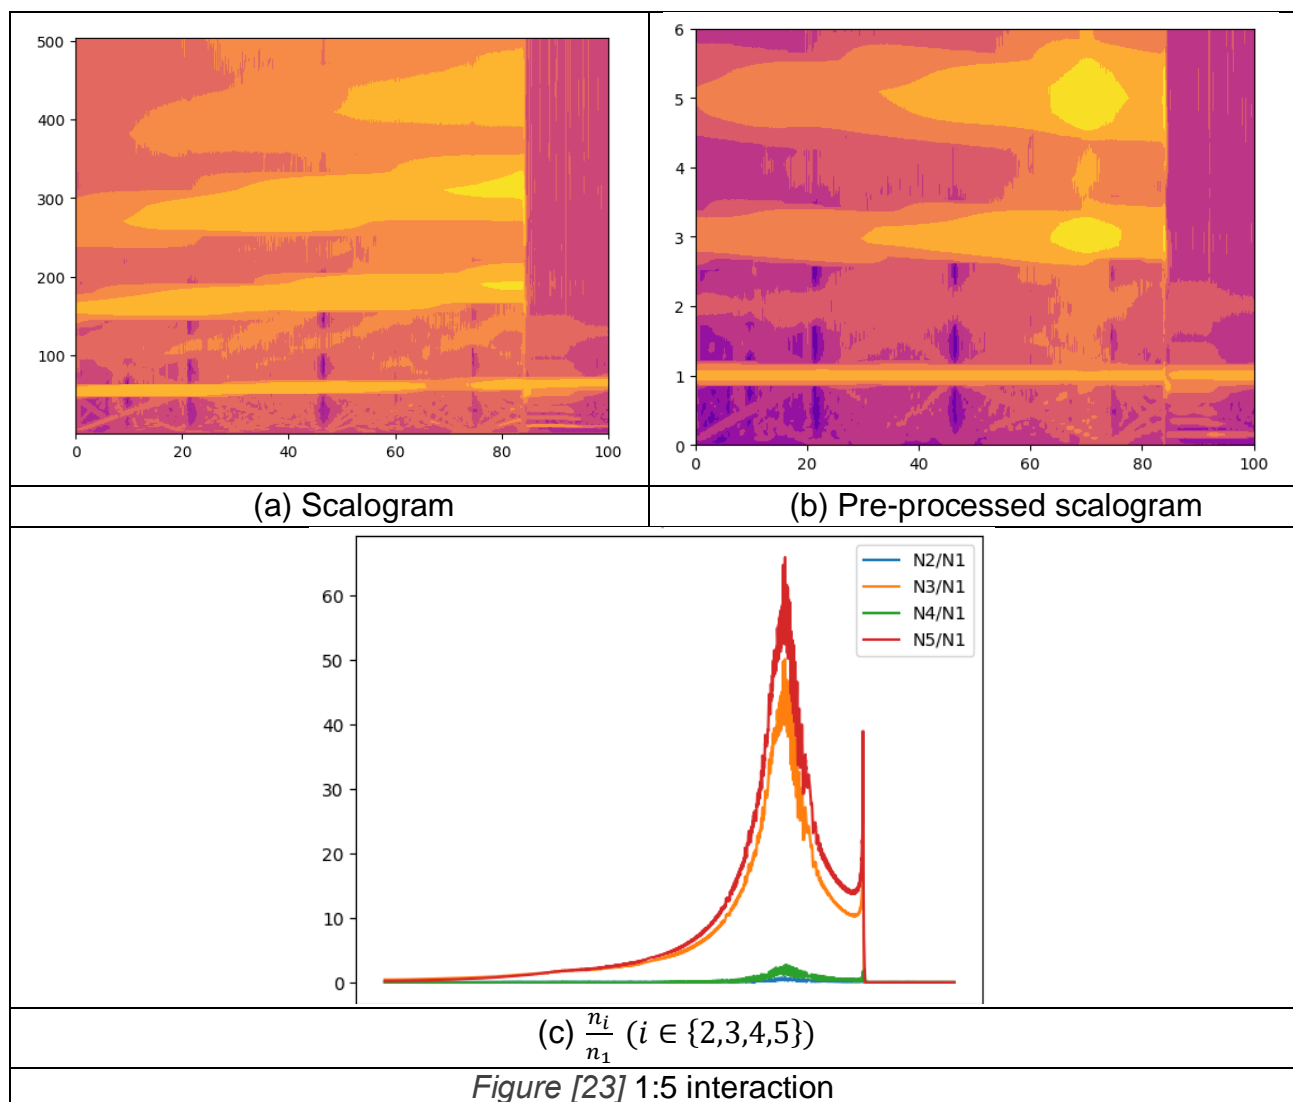 500
400
300
200
100
0 20 40 60 80 100
6
5
4
3
2
1
0
0 20 40 60 80 100
(a) Scalogram
(b) Pre-processed scalogram
60
50
40
30
20
10
0
N2/N1
N3/N1
N4/N1
N5/N1
(c) n_i/n_1 (i ∈ {2,3,4,5})
Figure [23] 1:5 interaction